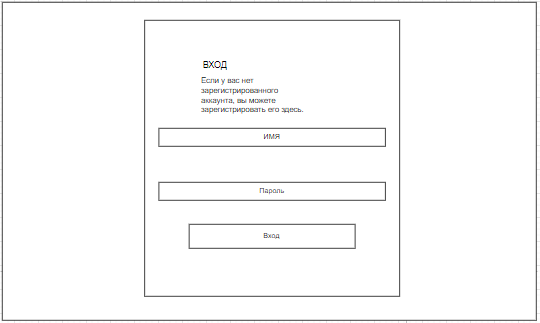 ВХОД
Если у вас нет
зарегистрированного
аккаунта, вы можете
зарегистрировать его здесь.
ИМЯ
Пароль
Вход